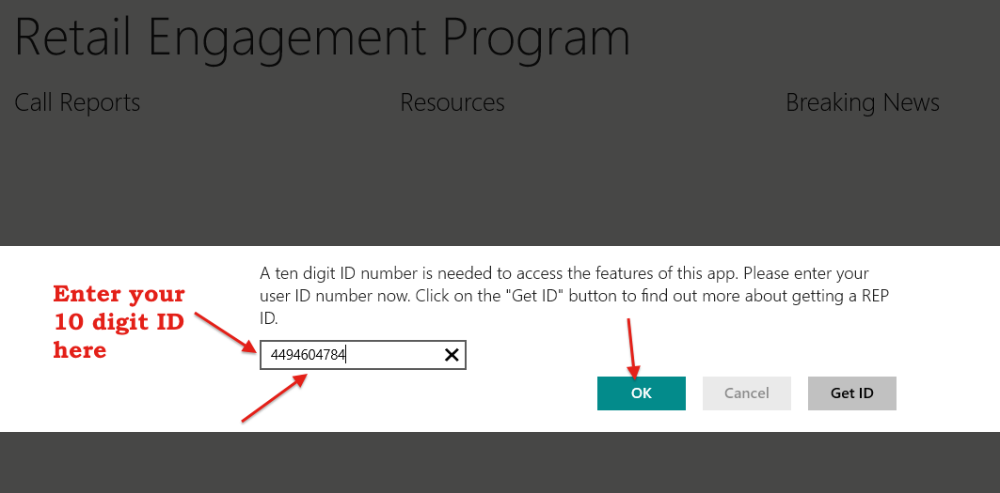 Retail Engagement Program
Call Reports
Resources
Breaking News
Enter your
10 digit ID
here
A ten digit ID number is needed to access the features of this app. Please enter your
user ID number now. Click on the "Get ID" button to find out more about getting a REP
ID.
4494604784
OK
Cancel
Get ID